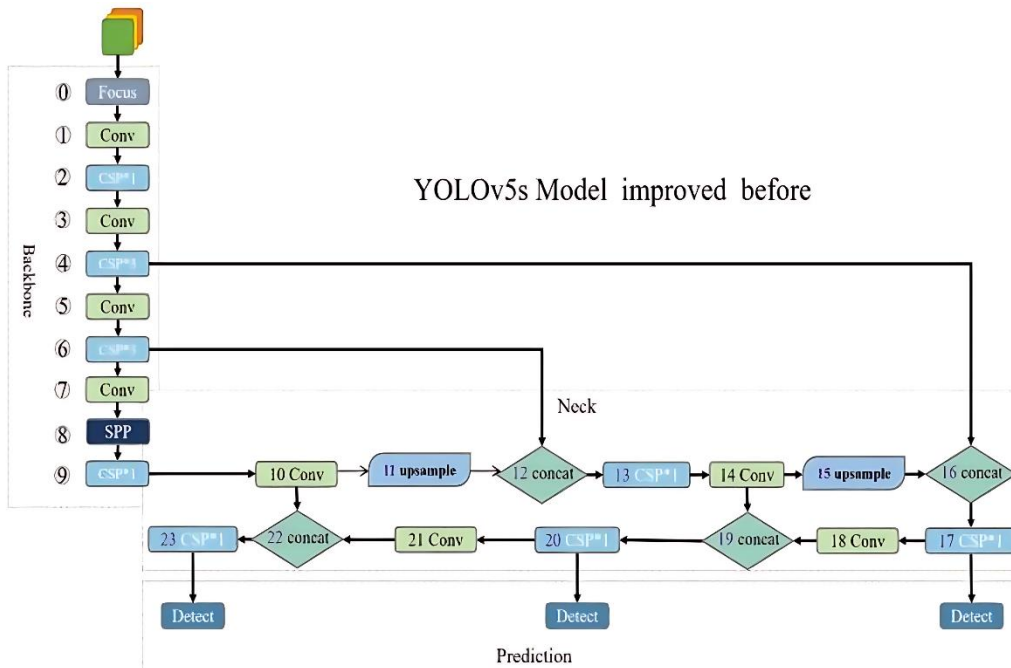 ⓪ Focus
① Conv
② CSP*1
③ Conv
YOLOv5s Model improved before
④ CSP*3
Backbone
⑤ Conv
⑥ CSP*3
⑦ Conv
Neck
⑧ SPP
⑨ CSP*1
10 Conv
11 upsample
12 concat
13 CSP*1
14 Conv
15 upsample
16 concat
23 CSP*1
22 concat
21 Conv
20 CSP*1
19 concat
18 Conv
17 CSP*1
Detect
Detect
Detect
Prediction